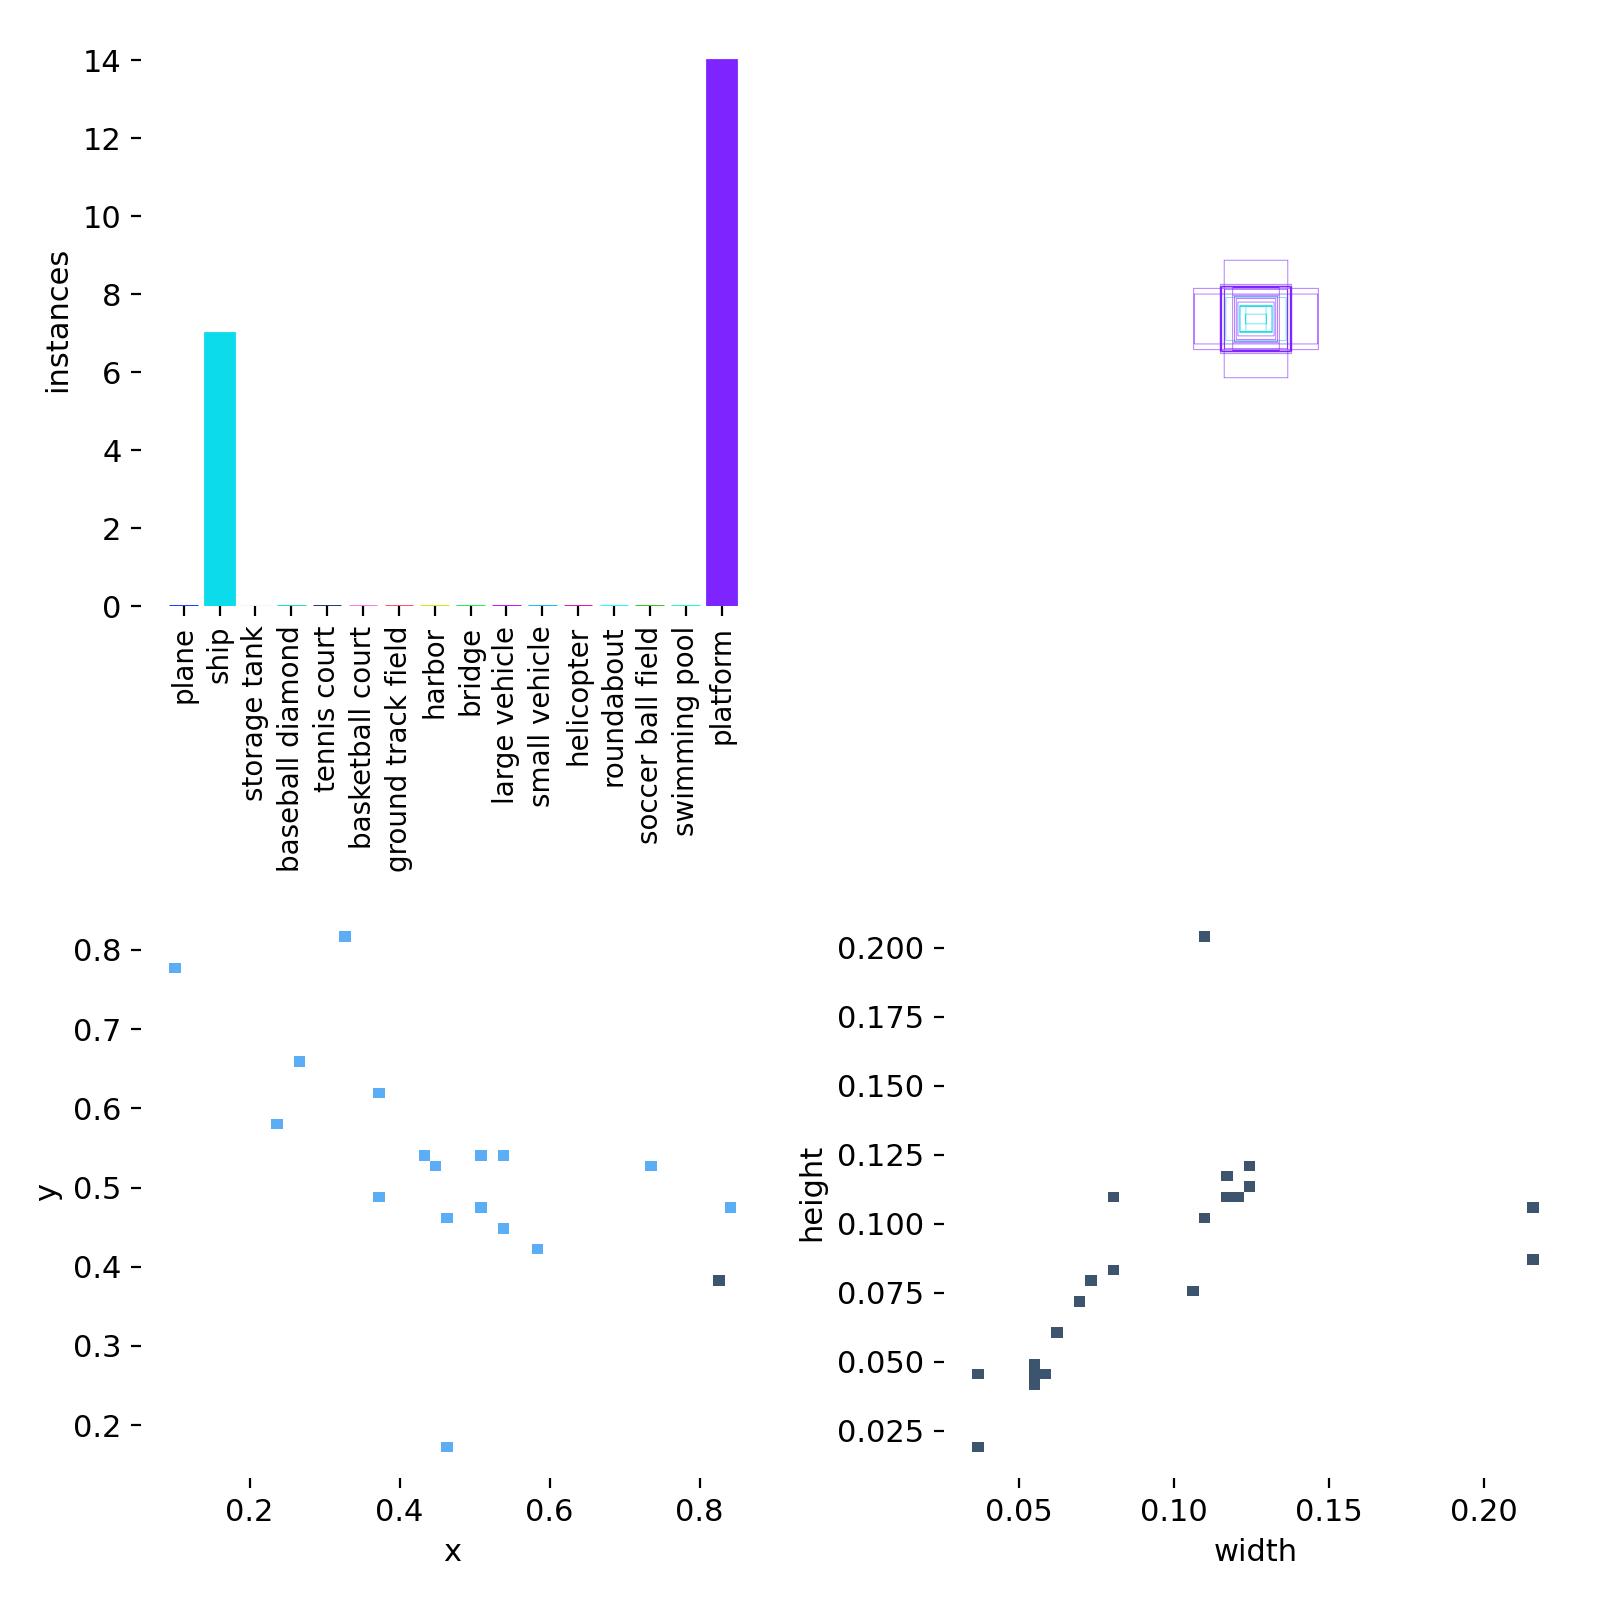 14
12
10
8
6
4
2
0
instances
plane
ship
storage tank
baseball diamond
tennis court
basketball court
ground track field
harbor
bridge
large vehicle
small vehicle
helicopter
roundabout
soccer ball field
swimming pool
platform
0.8
0.7
0.6
0.5
0.4
0.3
0.2
y
0.2 0.4 0.6 0.8
x
0.200
0.175
0.150
0.125
0.100
0.075
0.050
0.025
height
0.05 0.10 0.15 0.20
width